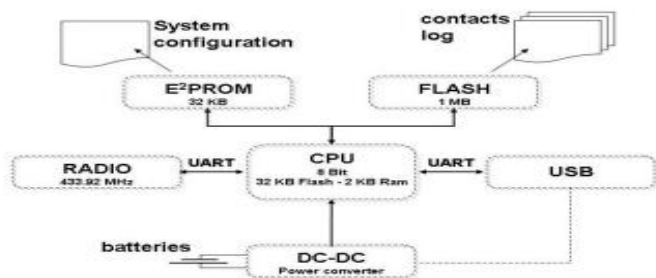 System
configuration
contacts
log
E²PROM
32 KB
FLASH
1 MB
RADIO
433.92 MHz
UART
CPU
8 Bit
32 KB Flash - 2 KB Ram
UART
USB
batteries
DC-DC
Power converter